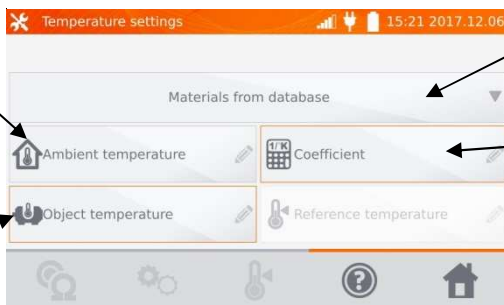 Temperature settings 15:21 2017.12.06
Materials from database
Ambient temperature 1/K Coefficient
Object temperature Reference temperature
Ω ?